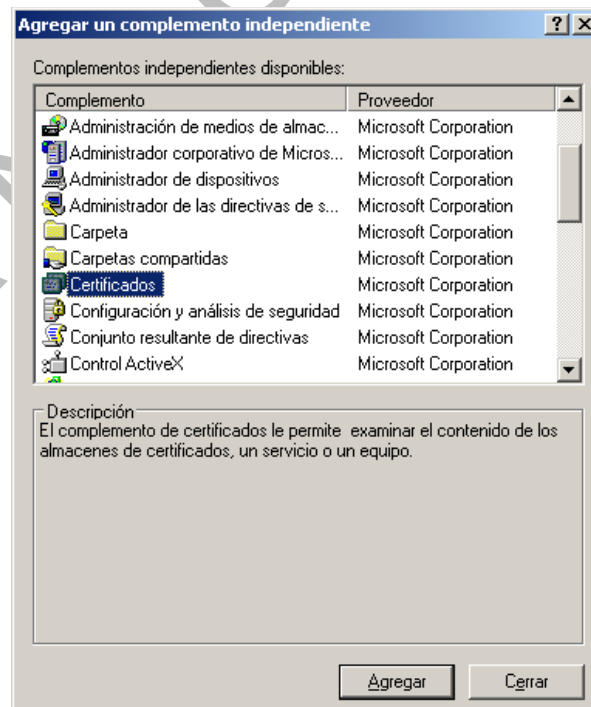 Agregar un complemento independiente
Complementos independientes disponibles:
Complemento Proveedor
Administración de medios de almac... Microsoft Corporation
Administrador corporativo de Micros... Microsoft Corporation
Administrador de dispositivos Microsoft Corporation
Administrador de las directivas de s... Microsoft Corporation
Carpeta Microsoft Corporation
Carpetas compartidas Microsoft Corporation
Certificados Microsoft Corporation
Configuración y análisis de seguridad Microsoft Corporation
Conjunto resultante de directivas Microsoft Corporation
Control ActiveX Microsoft Corporation
Descripción
El complemento de certificados le permite examinar el contenido de los
almacenes de certificados, un servicio o un equipo.
Agregar Cerrar